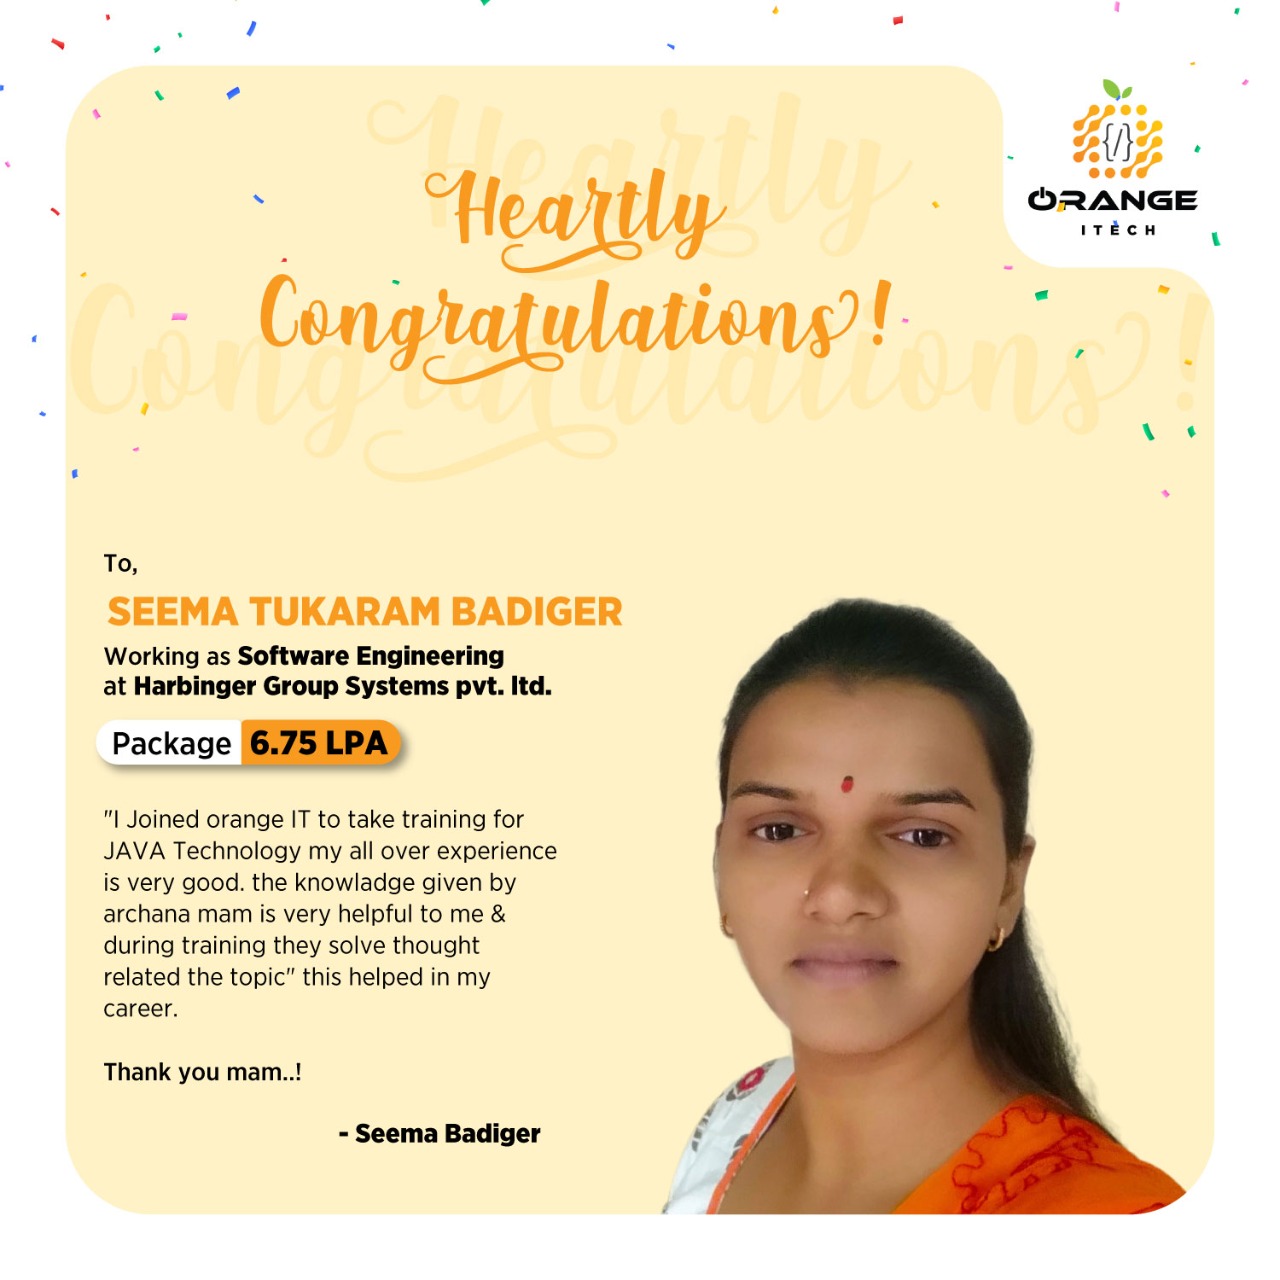 Heartly
Congratulations!
ORANGE
ITECH
To,
SEEMA TUKARAM BADIGER
Working as Software Engineering
at Harbinger Group Systems pvt. ltd.
Package 6.75 LPA
"I Joined orange IT to take training for
JAVA Technology my all over experience
is very good. the knowladge given by
archana mam is very helpful to me &
during training they solve thought
related the topic" this helped in my
career.
Thank you mam..!
- Seema Badiger